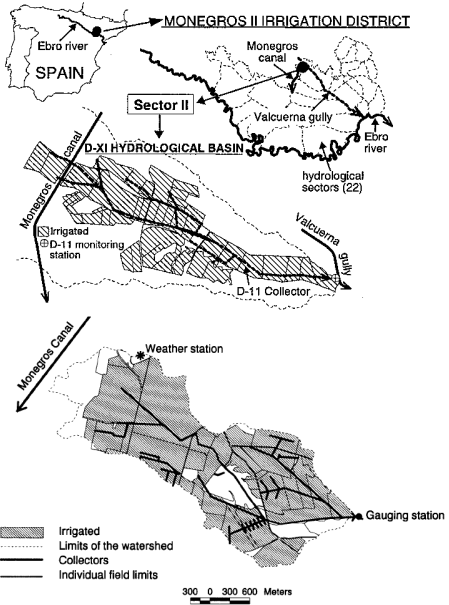 MONEGROS II IRRIGATION DISTRICT
Ebro river
SPAIN
Monegros
canal
Sector II
Valcuerna gully
Ebro
river
D-XI HYDROLOGICAL BASIN
hydrological
sectors (22)
Monegros canal
Irrigated
D-11 monitoring
station
Valcuerna
gully
D-11 Collector
Monegros Canal
Weather station
Gauging station
Irrigated
Limits of the watershed
Collectors
Individual field limits
300 0 300 600 Meters